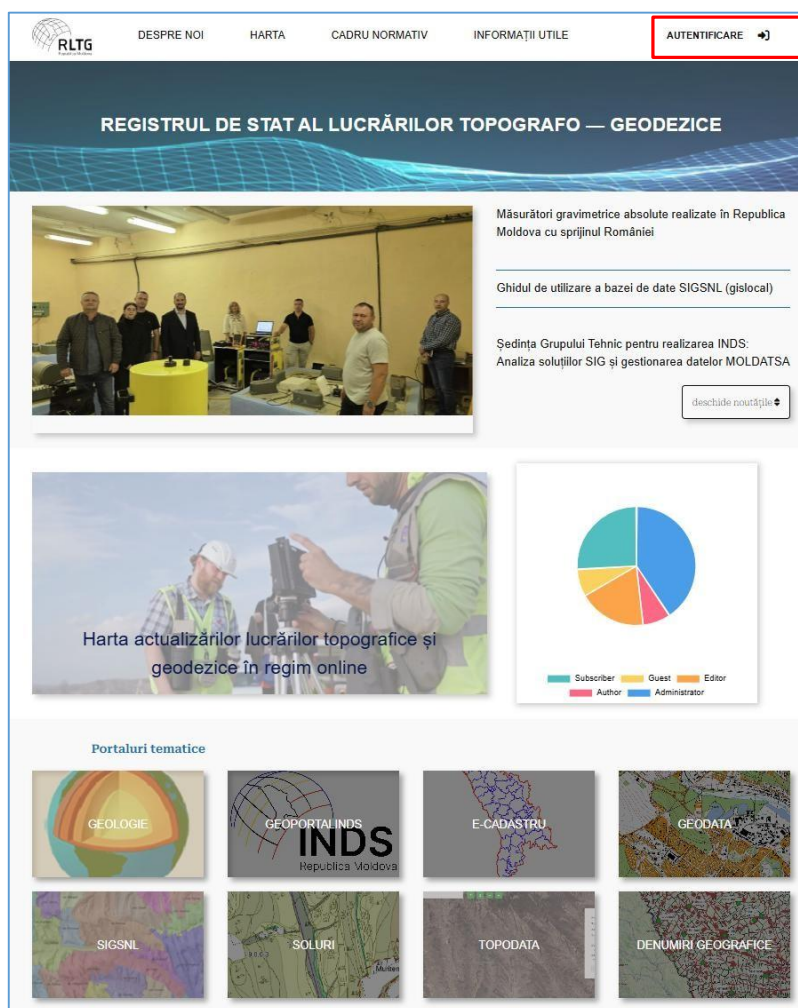 RLTG
Republica Moldova
DESPRE NOI
HARTA
CADRU NORMATIV
INFORMAȚII UTILE
AUTENTIFICARE
REGISTRUL DE STAT AL LUCRĂRILOR TOPOGRAFO — GEODEZICE
Măsurători gravimetrice absolute realizate în Republica
Moldova cu sprijinul României
Ghidul de utilizare a bazei de date SIGSNL (gislocal)
Ședința Grupului Tehnic pentru realizarea INDS:
Analiza soluțiilor SIG și gestionarea datelor MOLDATSA
deschide noutățile
Harta actualizărilor lucrărilor topografice și
geodezice în regim online
Subscriber
Guest
Editor
Author
Administrator
Portaluri tematice
GEOLOGIE
GEOPORTALINDS
INDS
Republica Moldova
E-CADASTRU
GEODATA
SIGSNL
SOLURI
TOPODATA
DENUMIRI GEOGRAFICE